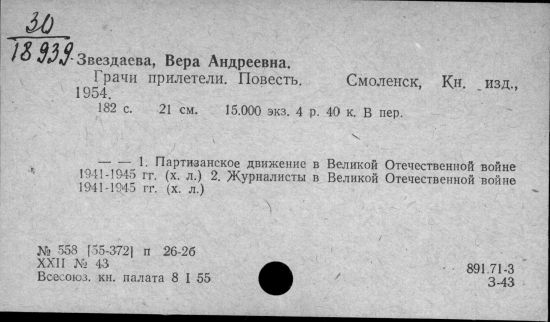 30
18939
Звездаева, Вера Андреевна.
Грачи прилетели. Повесть. Смоленск, Кн. изд.,
1954.
182 с. 21 см. 15.000 экз. 4 р. 40 к. В пер.
— — 1. Партизанское движение в Великой Отечественной войне
1941-1945 гг. (х. л.) 2. Журналисты в Великой Отечественной войне
1941-1945 гг. (х. л.)
№ 558 [55-372] п 26-2б
XXII № 43
Всесоюз. кн. палата 8 I 55
891.71-3
З-43